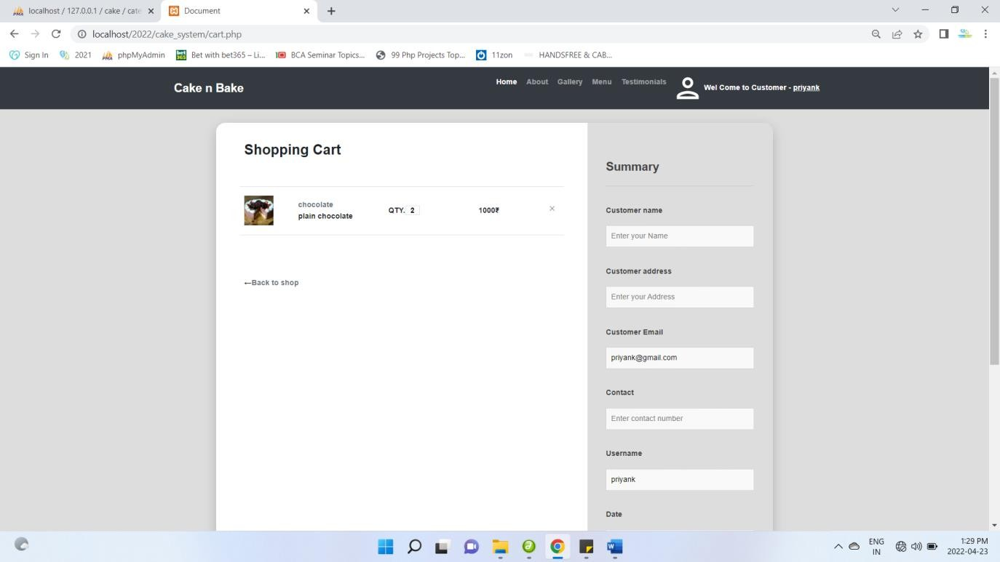 localhost / 127.0.0.1 / cake / cate
Document
localhost/2022/cake_system/cart.php
Sign In
2021
phpMyAdmin
Bet with bet365 – Li...
BCA Seminar Topics...
99 Php Projects Top...
11zon
HANDSFREE & CAB...
Cake n Bake
Home
About
Gallery
Menu
Testimonials
Wel Come to Customer - priyank
Shopping Cart
chocolate
plain chocolate
QTY. 2
1000₹
←Back to shop
Summary
Customer name
Enter your Name
Customer address
Enter your Address
Customer Email
priyank@gmail.com
Contact
Enter contact number
Username
priyank
Date
ENG
IN
1:29 PM
2022-04-23